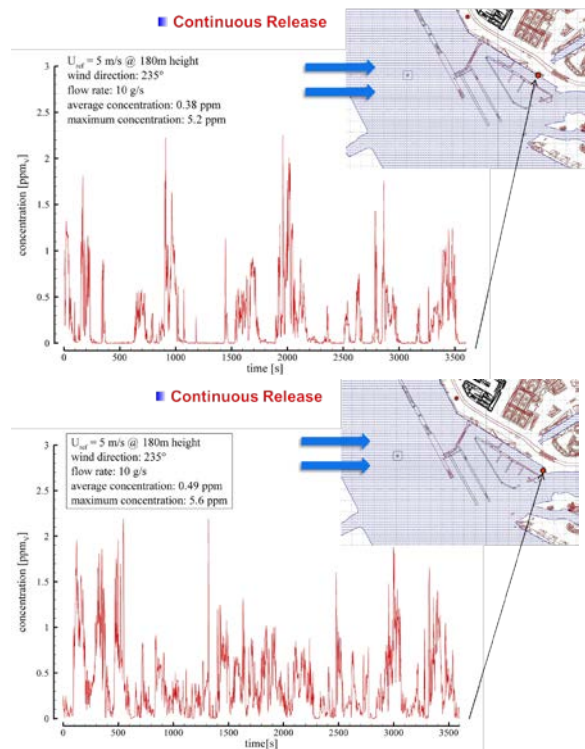 Continuous Release
U_ref = 5 m/s @ 180m height
wind direction: 235°
flow rate: 10 g/s
average concentration: 0.38 ppm
maximum concentration: 5.2 ppm
concentration [ppm_v]
3
2.5
2
1.5
1
0.5
0
0 500 1000 1500 2000 2500 3000 3500
time [s]
Continuous Release
U_ref = 5 m/s @ 180m height
wind direction: 235°
flow rate: 10 g/s
average concentration: 0.49 ppm
maximum concentration: 5.6 ppm
concentration [ppm_v]
3
2.5
2
1.5
1
0.5
0
0 500 1000 1500 2000 2500 3000 3500
time[s]